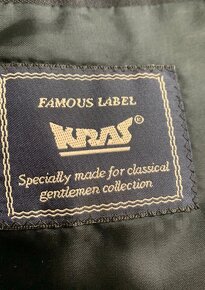 FAMOUS LABEL
KRAS®
Specially made for classical
gentlemen collection